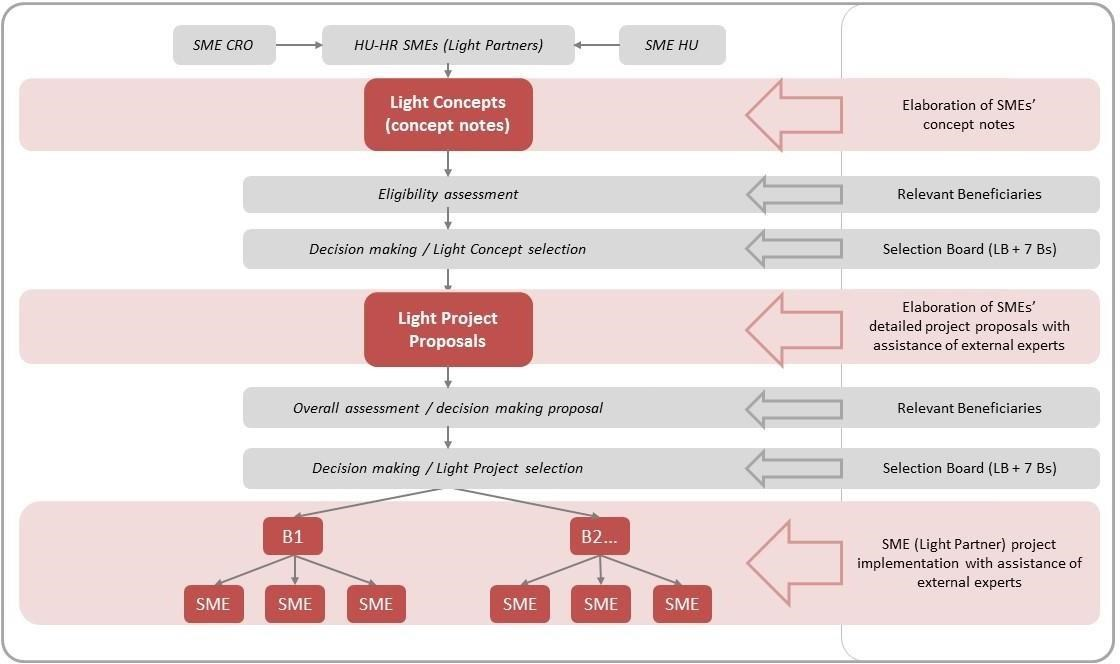 SME CRO
HU-HR SMEs (Light Partners)
SME HU
Light Concepts
(concept notes)
Elaboration of SMEs'
concept notes
Eligibility assessment
Relevant Beneficiaries
Decision making / Light Concept selection
Selection Board (LB + 7 Bs)
Light Project
Proposals
Elaboration of SMEs'
detailed project proposals with
assistance of external experts
Overall assessment / decision making proposal
Relevant Beneficiaries
Decision making / Light Project selection
Selection Board (LB + 7 Bs)
B1
B2...
SME (Light Partner) project
implementation with assistance of
external experts
SME
SME
SME
SME
SME
SME